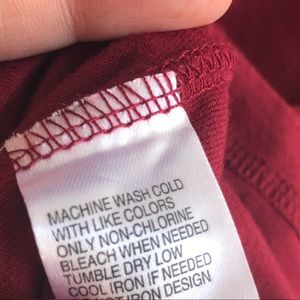 MACHINE WASH COLD
WITH LIKE COLORS
ONLY NON-CHLORINE
BLEACH WHEN NEEDED
TUMBLE DRY LOW
COOL IRON IF NEEDED
IRON DESIGN